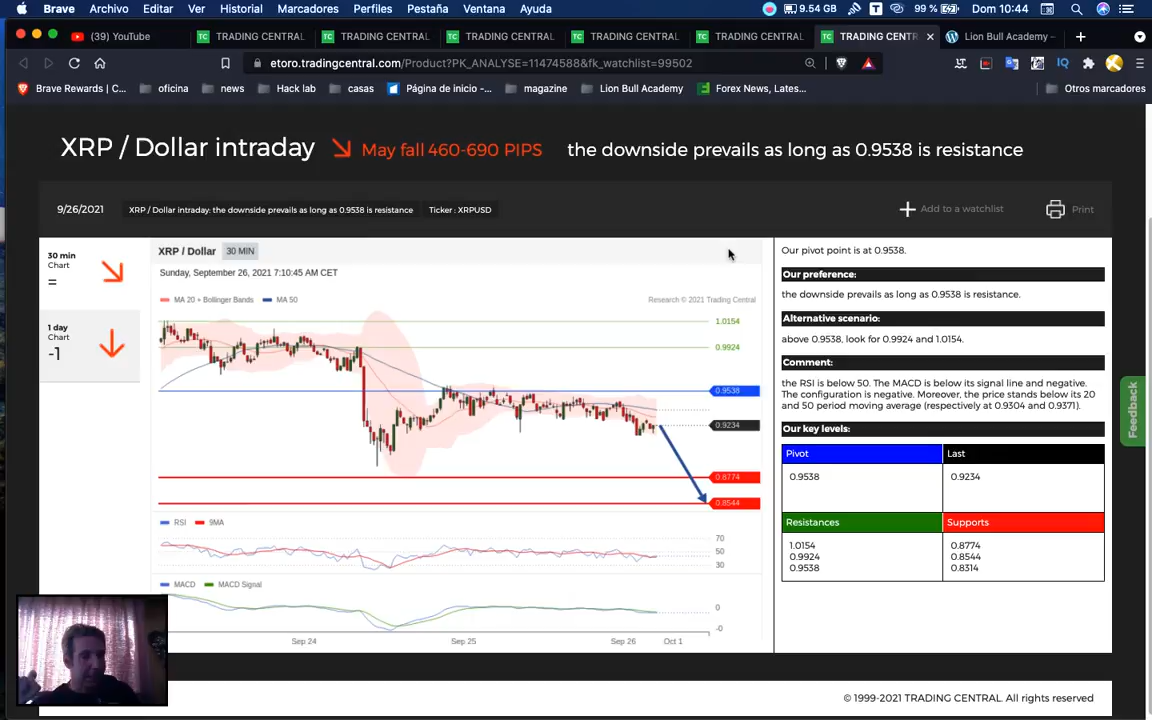 Brave Archivo Editar Ver Historial Marcadores Perfiles Pestaña Ventana Ayuda 9.54 GB 99 % Dom 10:44
(39) YouTube TRADING CENTRAL TRADING CENTRAL TRADING CENTRAL TRADING CENTRAL TRADING CENTRAL TRADING CENTR Lion Bull Academy –
etoro.tradingcentral.com/Product?PK_ANALYSE=11474588&fk_watchlist=99502
Brave Rewards | C... oficina news Hack lab casas Página de inicio -... magazine Lion Bull Academy Forex News, Lates... Otros marcadores
XRP / Dollar intraday May fall 460-690 PIPS the downside prevails as long as 0.9538 is resistance
9/26/2021 XRP / Dollar intraday: the downside prevails as long as 0.9538 is resistance Ticker : XRPUSD Add to a watchlist Print
30 min
Chart
=
1 day
Chart
-1
XRP / Dollar 30 MIN
Sunday, September 26, 2021 7:10:45 AM CET
MA 20 + Bollinger Bands MA 50 Research © 2021 Trading Central
1.0154
0.9924
0.9538
0.9234
0.8774
0.8544
RSI 9MA
70
50
30
MACD MACD Signal
0
-0
Sep 24 Sep 25 Sep 26 Oct 1
Our pivot point is at 0.9538.
Our preference:
the downside prevails as long as 0.9538 is resistance.
Alternative scenario:
above 0.9538, look for 0.9924 and 1.0154.
Comment:
the RSI is below 50. The MACD is below its signal line and negative.
The configuration is negative. Moreover, the price stands below its 20
and 50 period moving average (respectively at 0.9304 and 0.9371).
Our key levels:
Pivot Last
0.9538 0.9234
Resistances Supports
1.0154 0.8774
0.9924 0.8544
0.9538 0.8314
Feedback
© 1999-2021 TRADING CENTRAL. All rights reserved